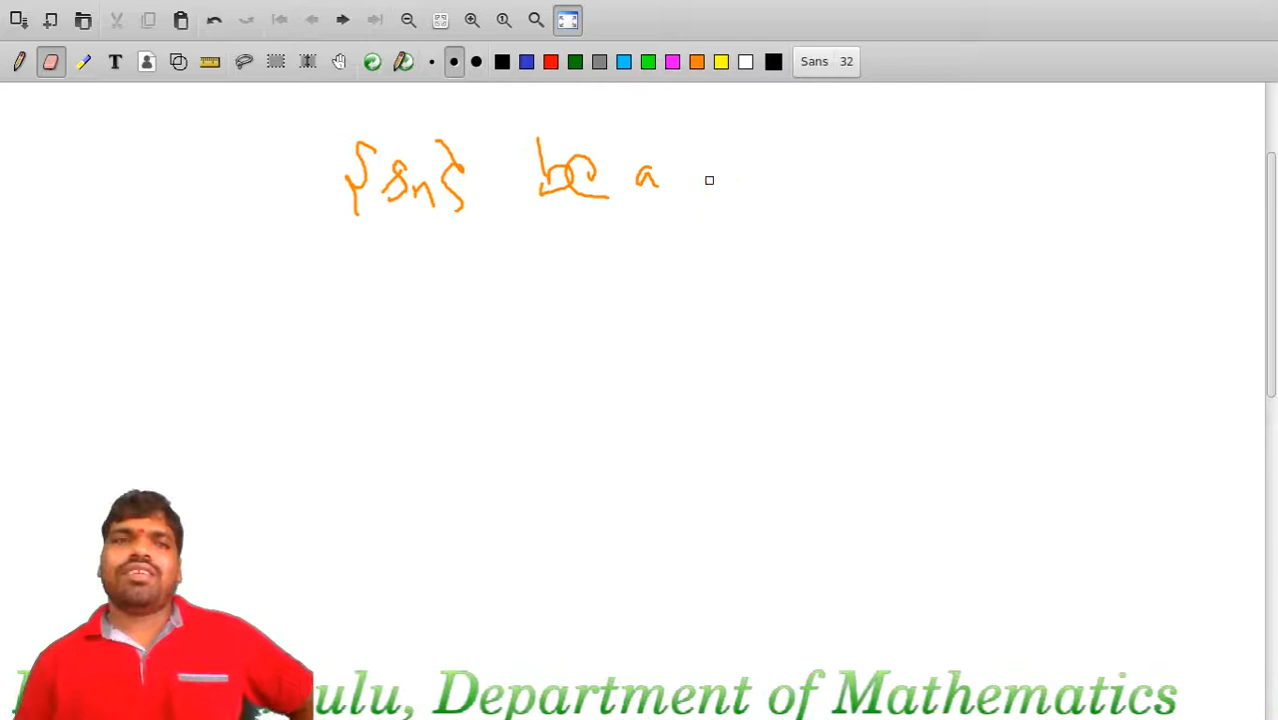 Sans 32
{Sn} be a
ulu, Department of Mathematics